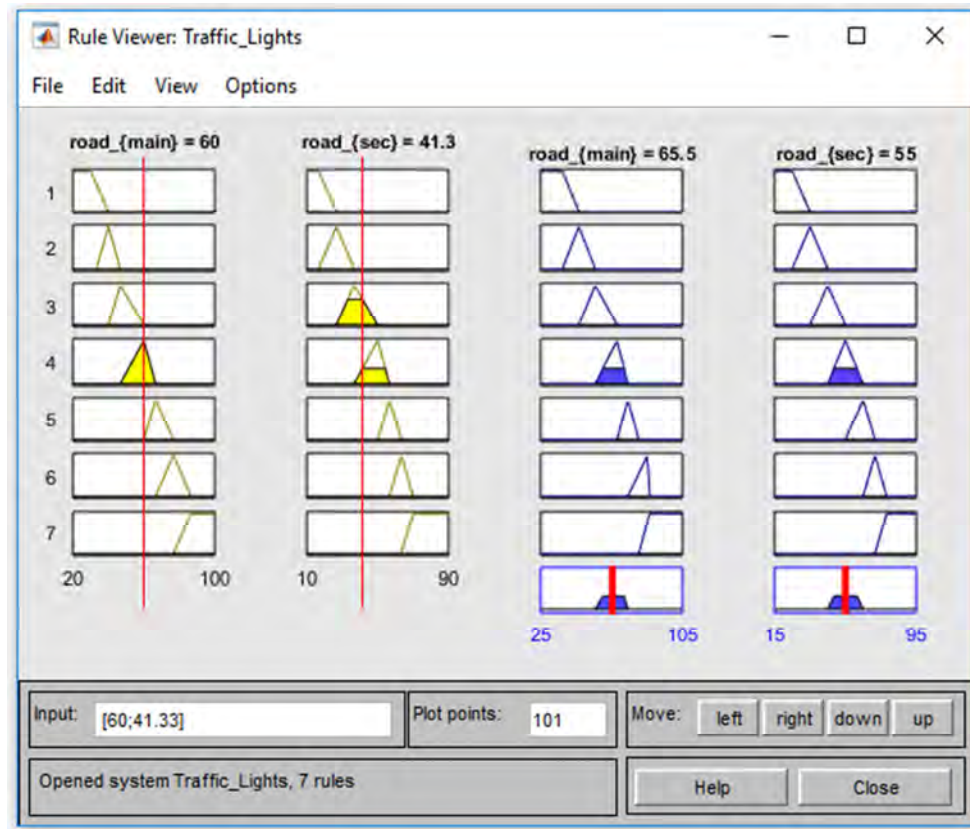 Rule Viewer: Traffic_Lights
File Edit View Options
road_{main} = 60 road_{sec} = 41.3 road_{main} = 65.5 road_{sec} = 55
1
2
3
4
5
6
7
20 100 10 90
25 105 15 95
Input: [60;41.33] Plot points: 101 Move: left right down up
Opened system Traffic_Lights, 7 rules Help Close